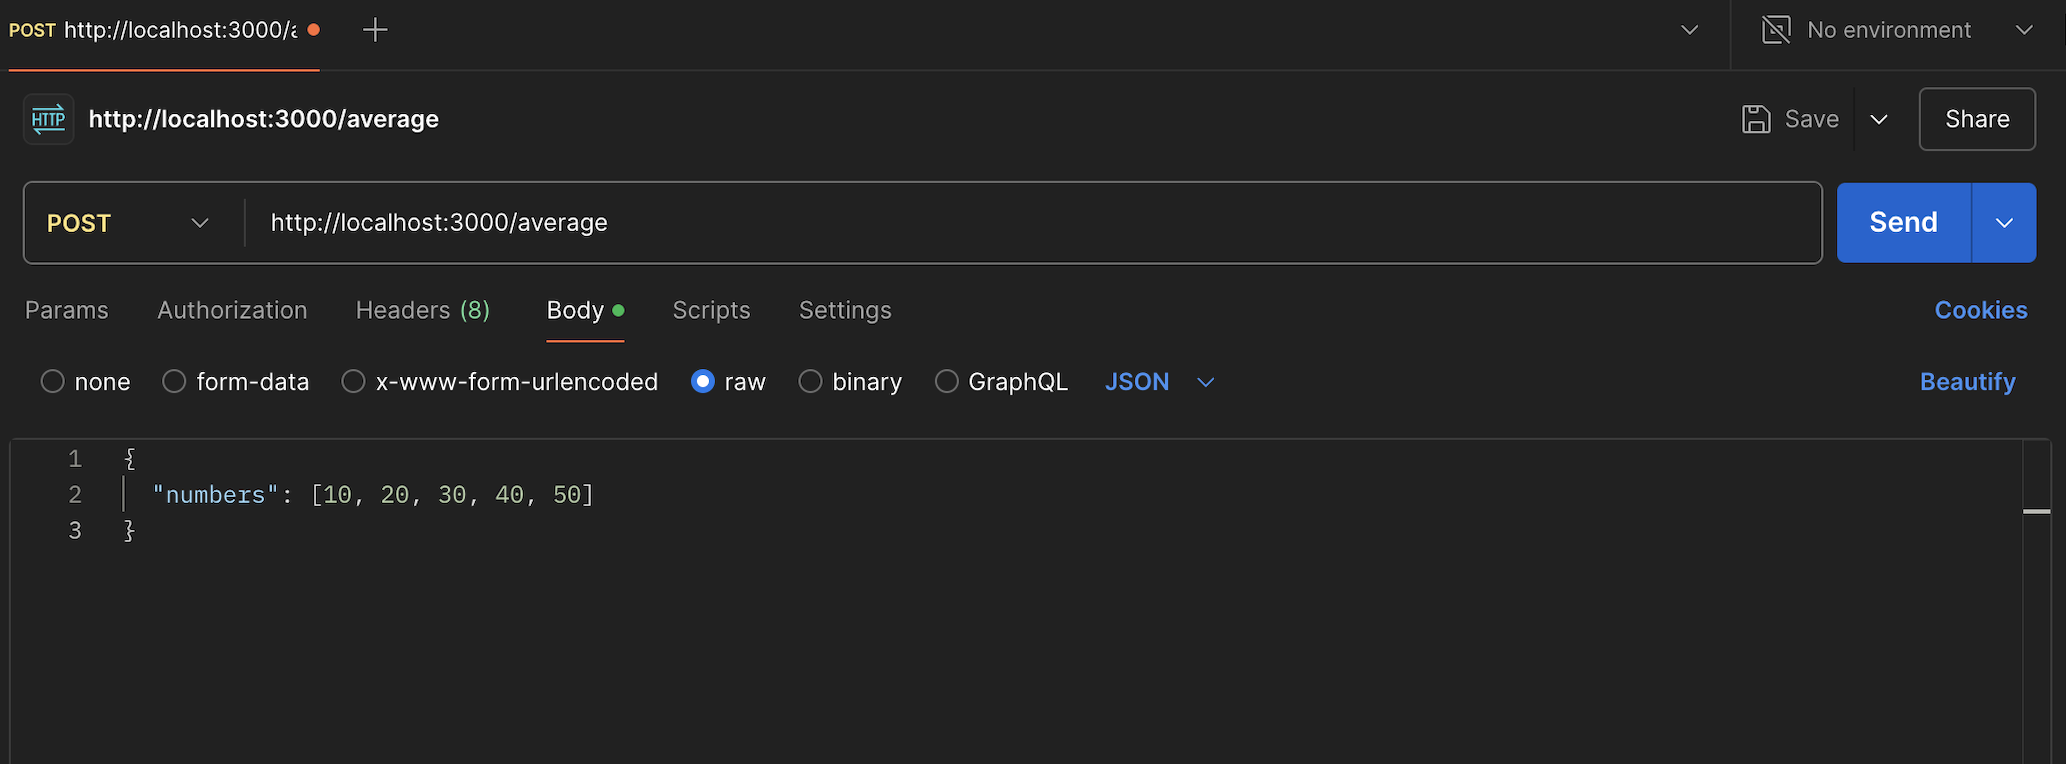 POST http://localhost:3000/a
No environment
HTTP http://localhost:3000/average
Save
Share
POST http://localhost:3000/average
Send
Params Authorization Headers (8) Body Scripts Settings Cookies
none form-data x-www-form-urlencoded raw binary GraphQL JSON Beautify
1 {
2 "numbers": [10, 20, 30, 40, 50]
3 }